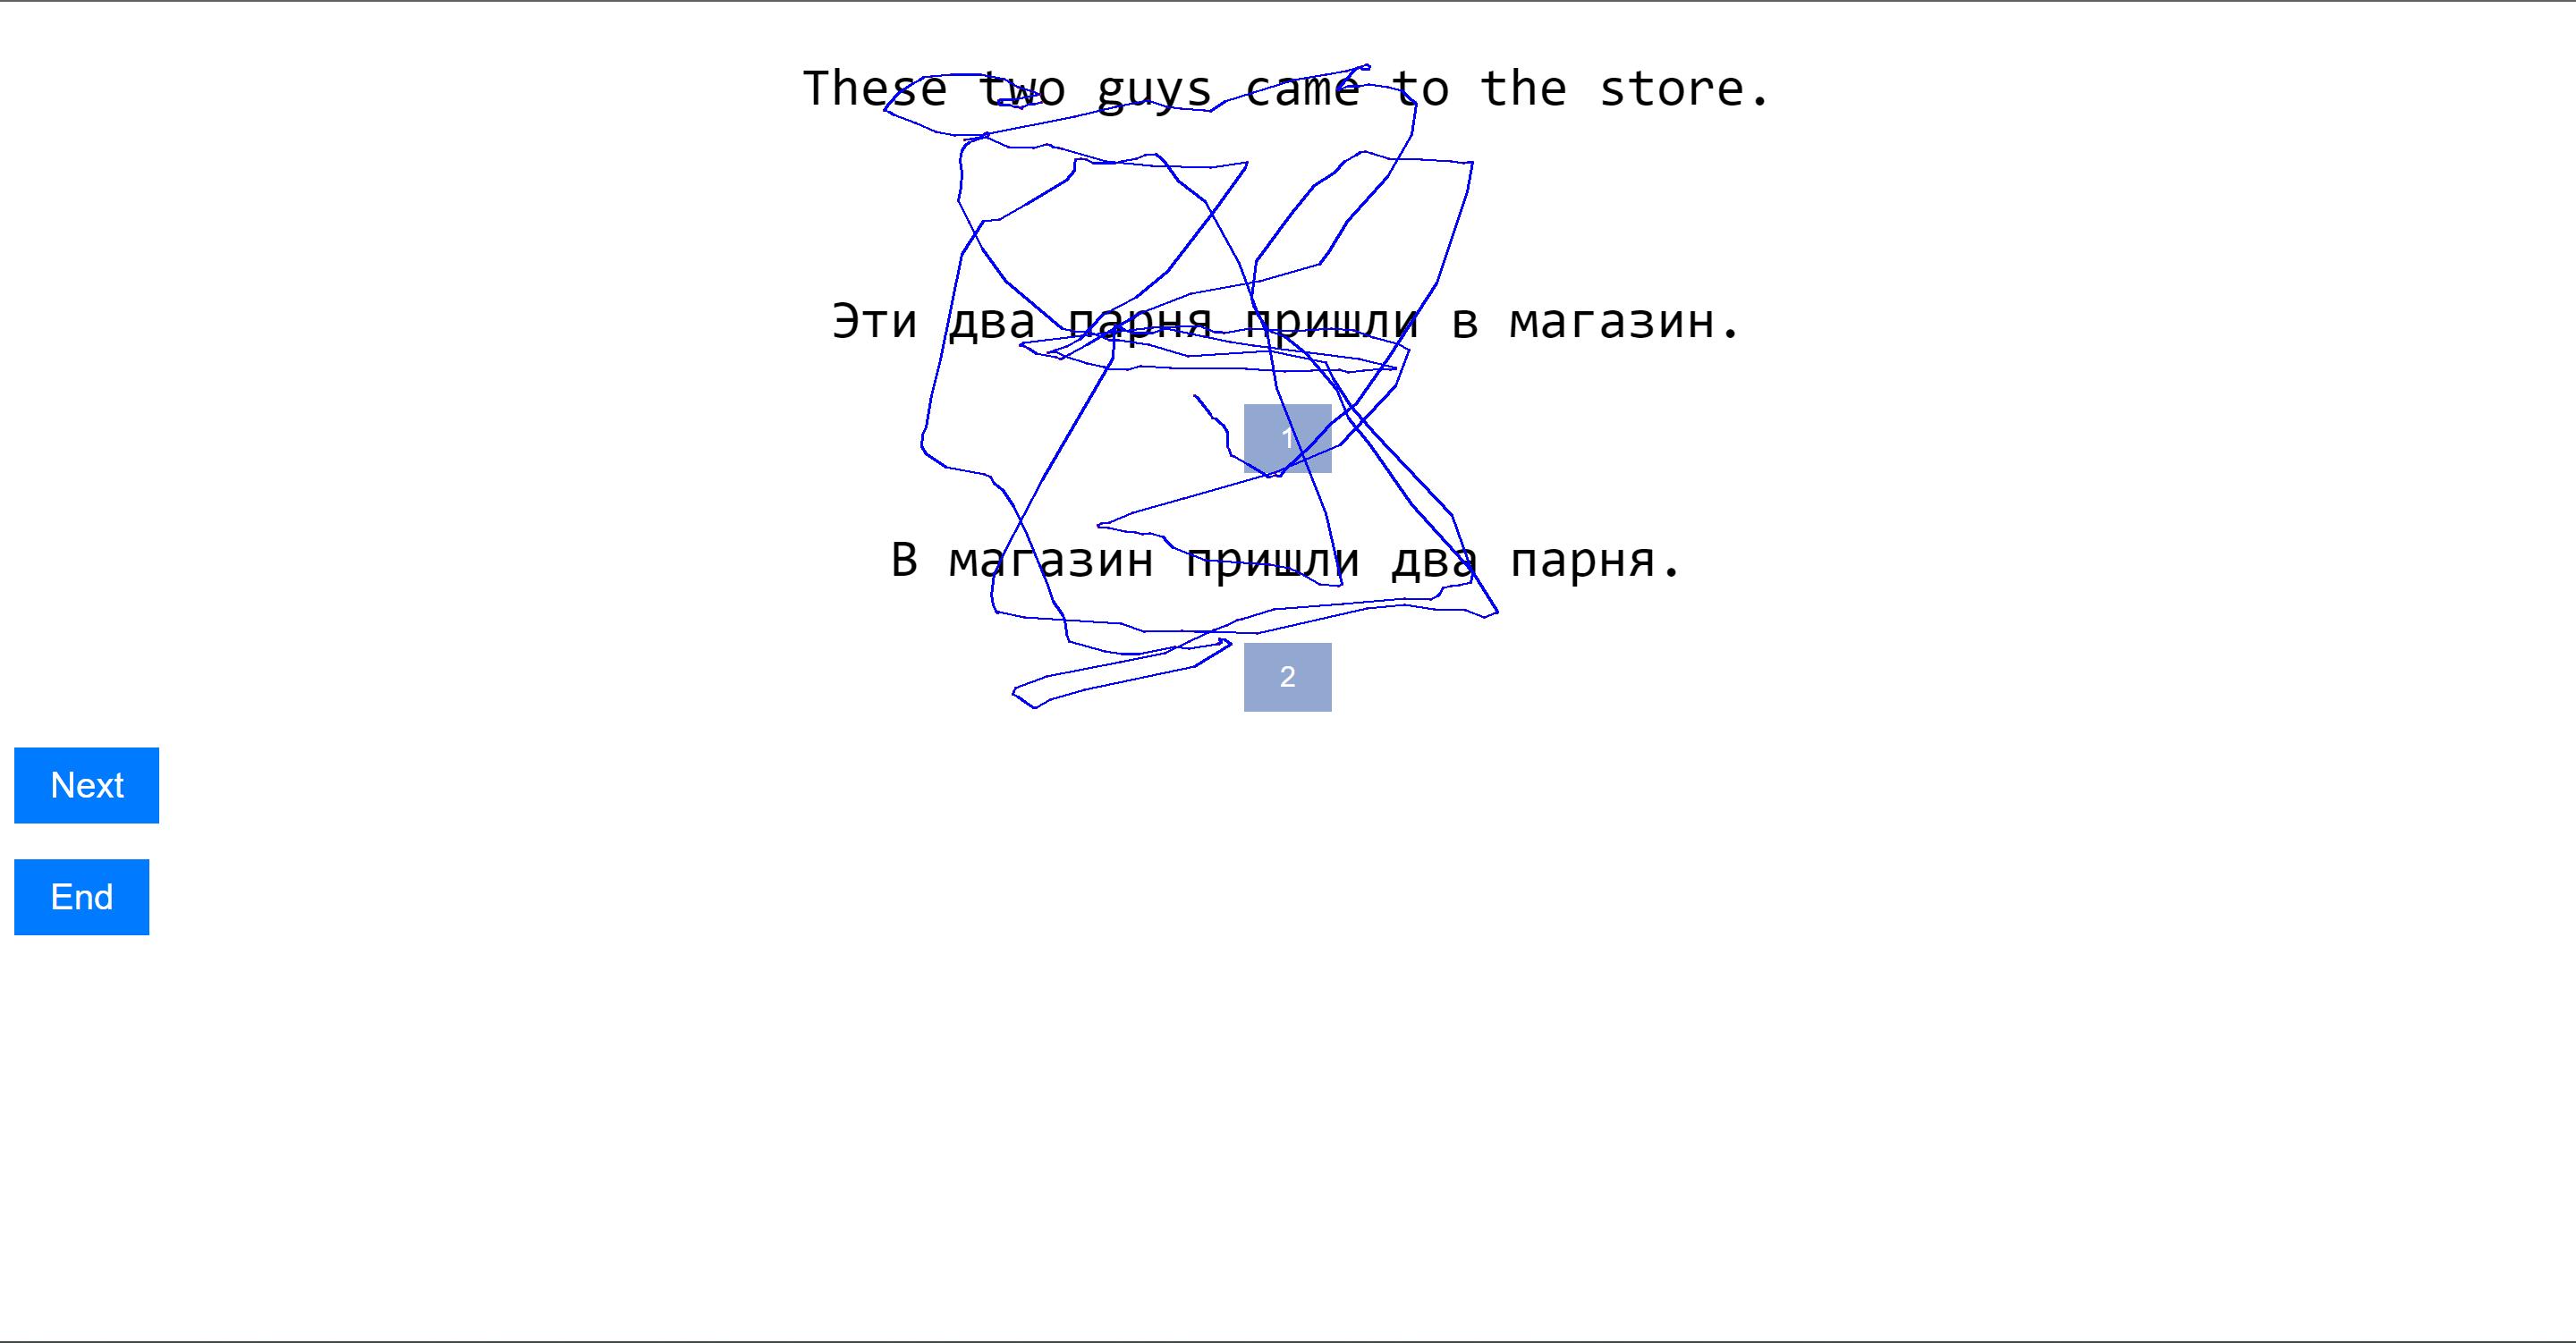 These two guys came to the store.
Эти два парня пришли в магазин.
1
В магазин пришли два парня.
2
Next
End